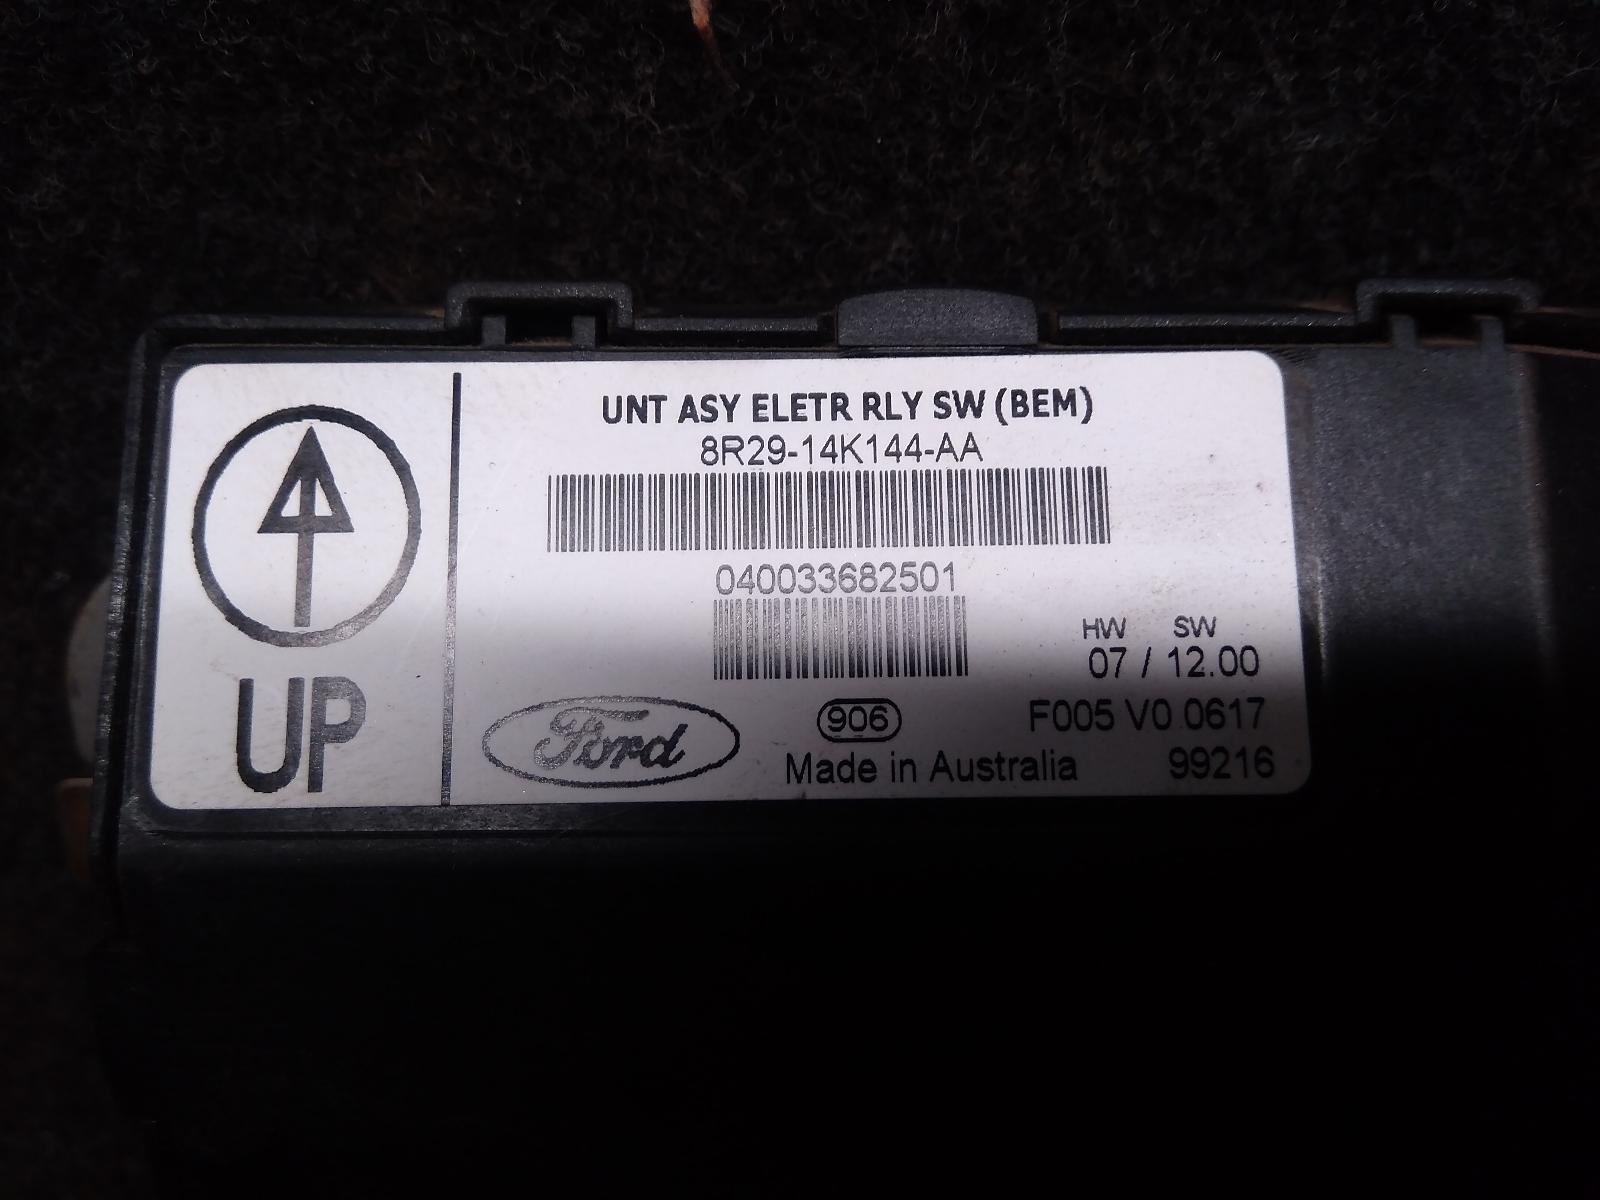 UNT ASY ELETR RLY SW (BEM)
8R29-14K144-AA
040033682501
HW SW
07 / 12.00
UP
Ford
906
F005 V0 0617
Made in Australia
99216